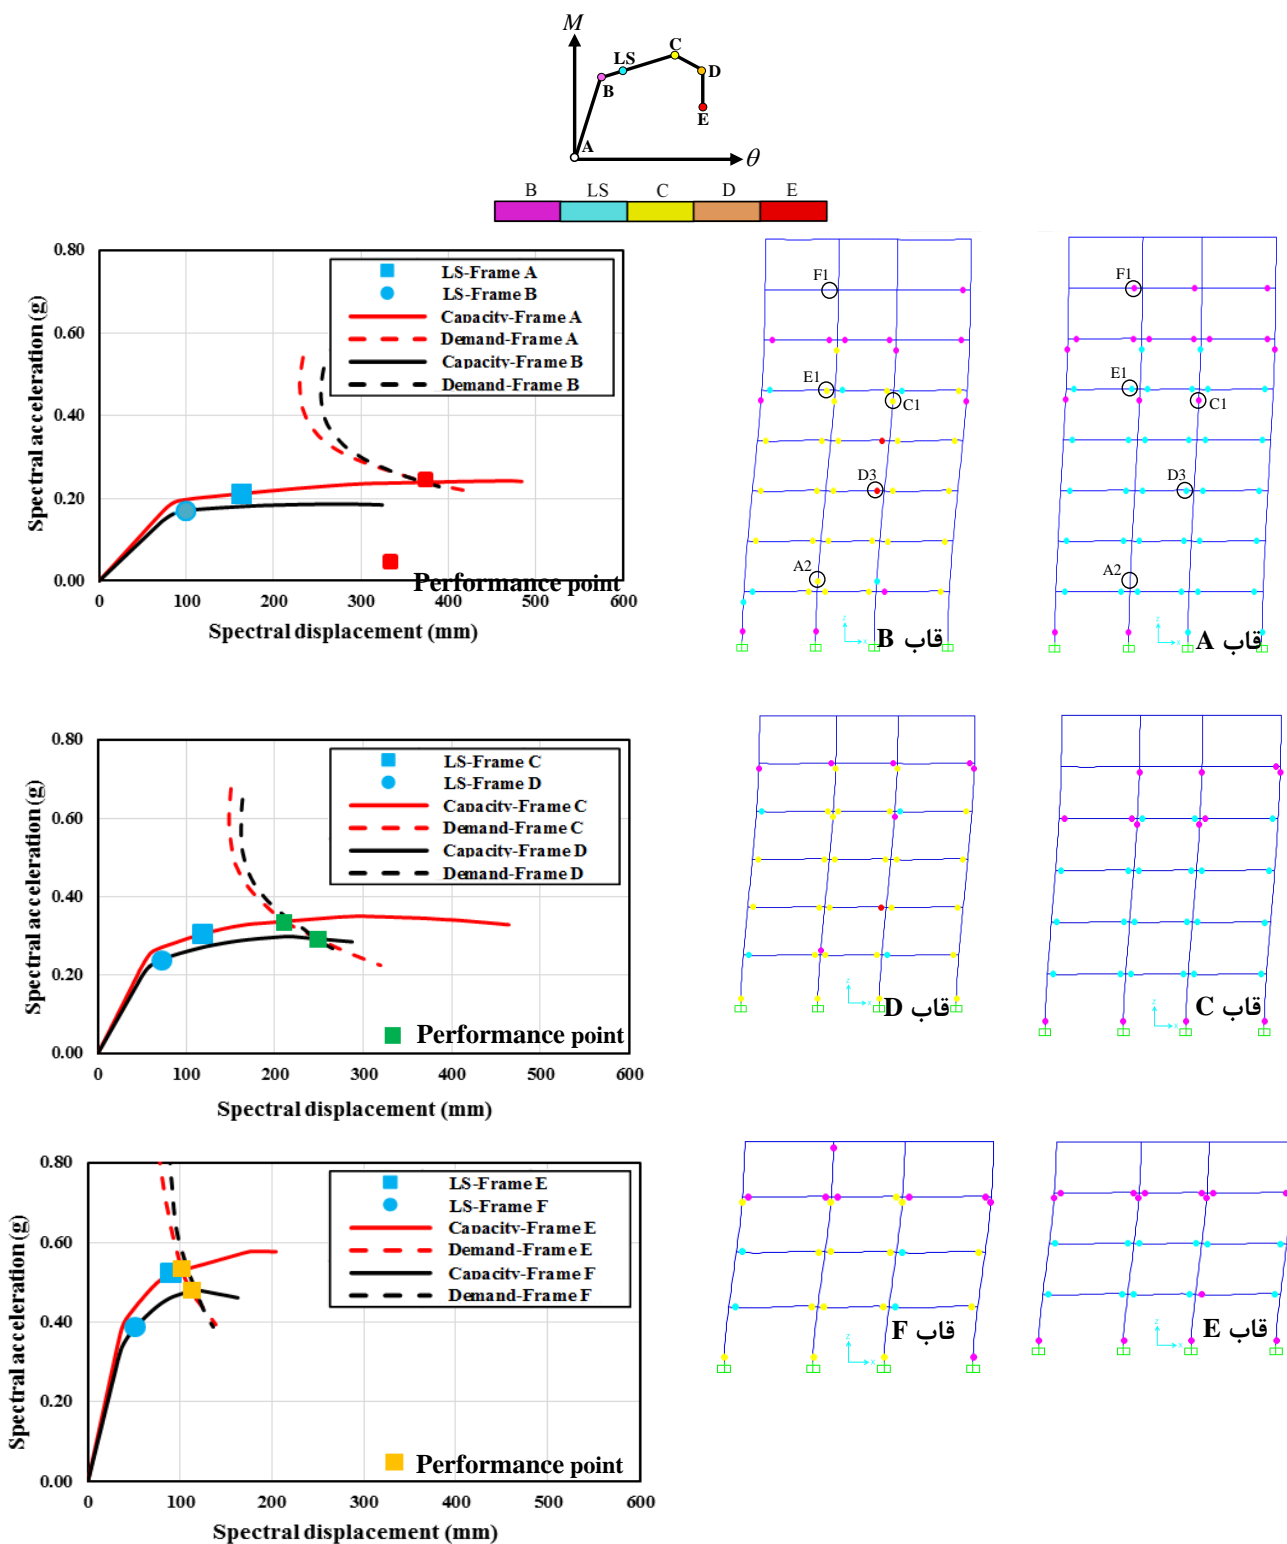 M
C
LS
D
B
E
A
θ
B LS C D E
0.80
0.60
0.40
0.20
0.00
Spectral acceleration (g)
LS-Frame A
LS-Frame B
Capacity-Frame A
Demand-Frame A
Capacity-Frame B
Demand-Frame B
Performance point
0 100 200 300 400 500 600
Spectral displacement (mm)
F1
E1
C1
D3
A2
z
x
قاب B
F1
E1
C1
D3
A2
z
x
قاب A
0.80
0.60
0.40
0.20
0.00
Spectral acceleration (g)
LS-Frame C
LS-Frame D
Capacity-Frame C
Demand-Frame C
Capacity-Frame D
Demand-Frame D
Performance point
0 100 200 300 400 500 600
Spectral displacement (mm)
z
x
قاب D
z
x
قاب C
0.80
0.60
0.40
0.20
0.00
Spectral acceleration (g)
LS-Frame E
LS-Frame F
Capacity-Frame E
Demand-Frame E
Capacity-Frame F
Demand-Frame F
Performance point
0 100 200 300 400 500 600
Spectral displacement (mm)
z
x
قاب F
z
x
قاب E